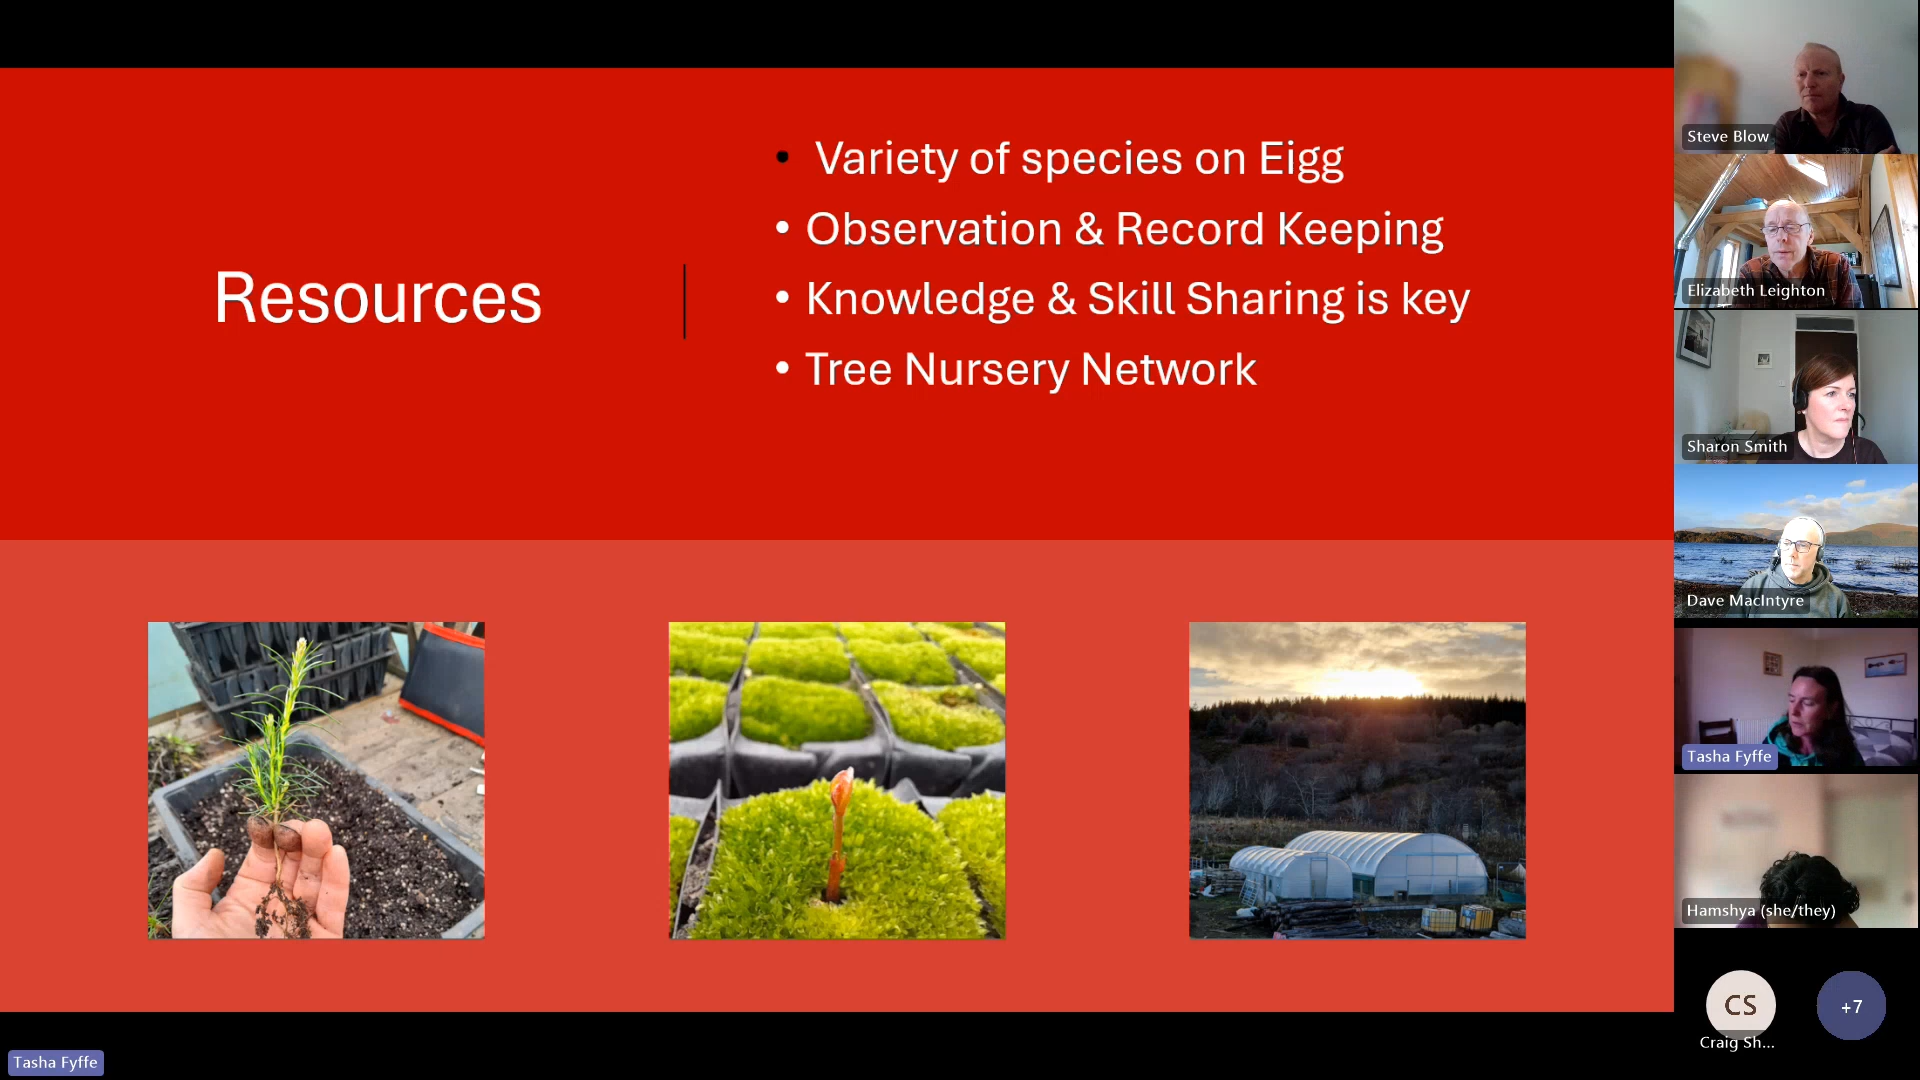 Resources
• Variety of species on Eigg
• Observation & Record Keeping
• Knowledge & Skill Sharing is key
• Tree Nursery Network
Steve Blow
Elizabeth Leighton
Sharon Smith
Dave MacIntyre
Tasha Fyffe
Hamshya (she/they)
CS
+7
Craig Sh...
Tasha Fyffe